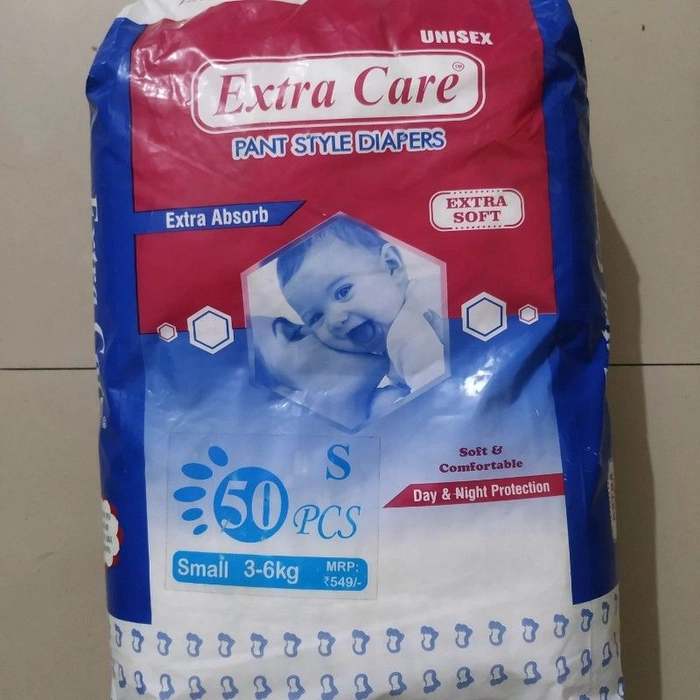 UNISEX
Extra Care
PANT STYLE DIAPERS
Extra Absorb
EXTRA
SOFT
S
50 PCS
Small 3-6kg
MRP:
₹549/-
Soft &
Comfortable
Day & Night Protection